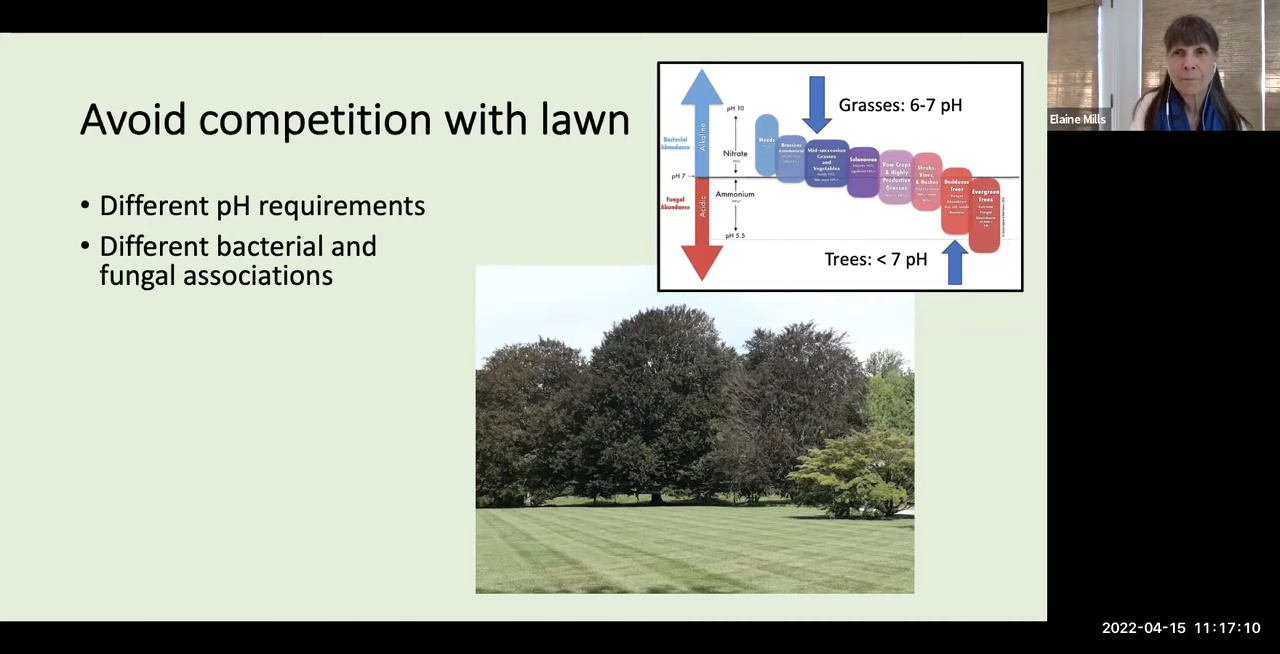 Avoid competition with lawn
• Different pH requirements
• Different bacterial and
fungal associations
Grasses: 6-7 pH
Trees: < 7 pH
pH 10
Bacterial
Abundance
Alkaline
Nitrate
pH 7
Ammonium
Fungal
Abundance
Acidic
pH 5.5
Weeds
Brassicas
Mid-succession
Grasses
and
Vegetables
Solanaceae
Row Crops
& Highly
Productive
Grasses
Shrubs,
Vines,
& Bushes
Deciduous
Trees
Evergreen
Trees
Elaine Mills
2022-04-15 11:17:10